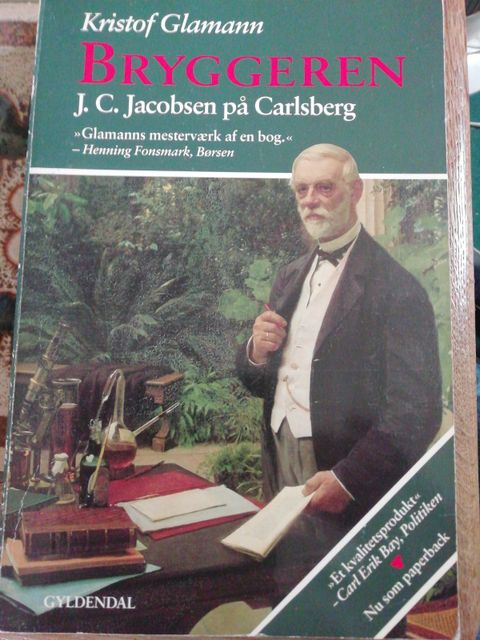 Kristof Glamann
BRYGGEREN
J. C. Jacobsen på Carlsberg
»Glamanns mesterværk af en bog.«
– Henning Fonsmark, Børsen
»Et kvalitetsprodukt«
– Carl Erik Bay, Politiken
Nu som paperback
GYLDENDAL